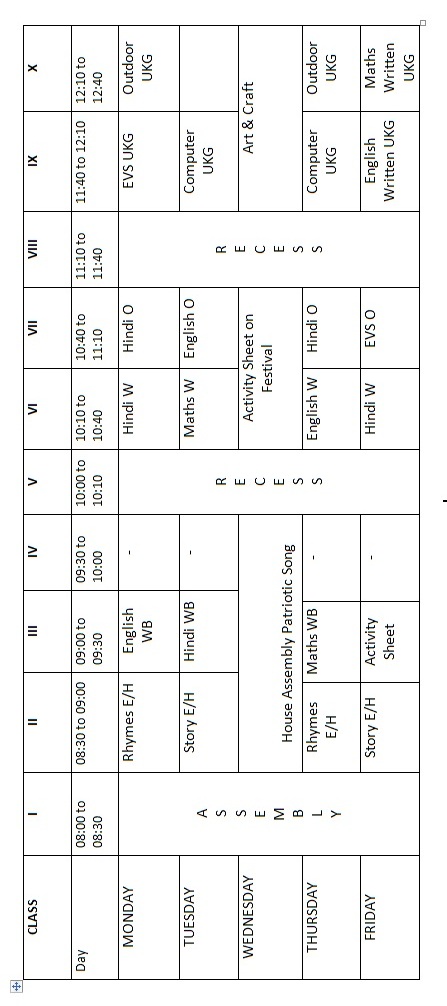 CLASS I II III IV V VI VII VIII IX X
Day 08:00 to 08:30 08:30 to 09:00 09:00 to 09:30 09:30 to 10:00 10:00 to 10:10 10:10 to 10:40 10:40 to 11:10 11:10 to 11:40 11:40 to 12:10 12:10 to 12:40
MONDAY A S S E M B L Y Rhymes E/H English WB - R E C E S S Hindi W Hindi O R E C E S S EVS UKG Outdoor UKG
TUESDAY Story E/H Hindi WB - Maths W English O Computer UKG
WEDNESDAY House Assembly Patriotic Song Activity Sheet on Festival Art & Craft
THURSDAY Rhymes E/H Maths WB - English W Hindi O Computer UKG Outdoor UKG
FRIDAY Story E/H Activity Sheet - Hindi W EVS O English Written UKG Maths Written UKG